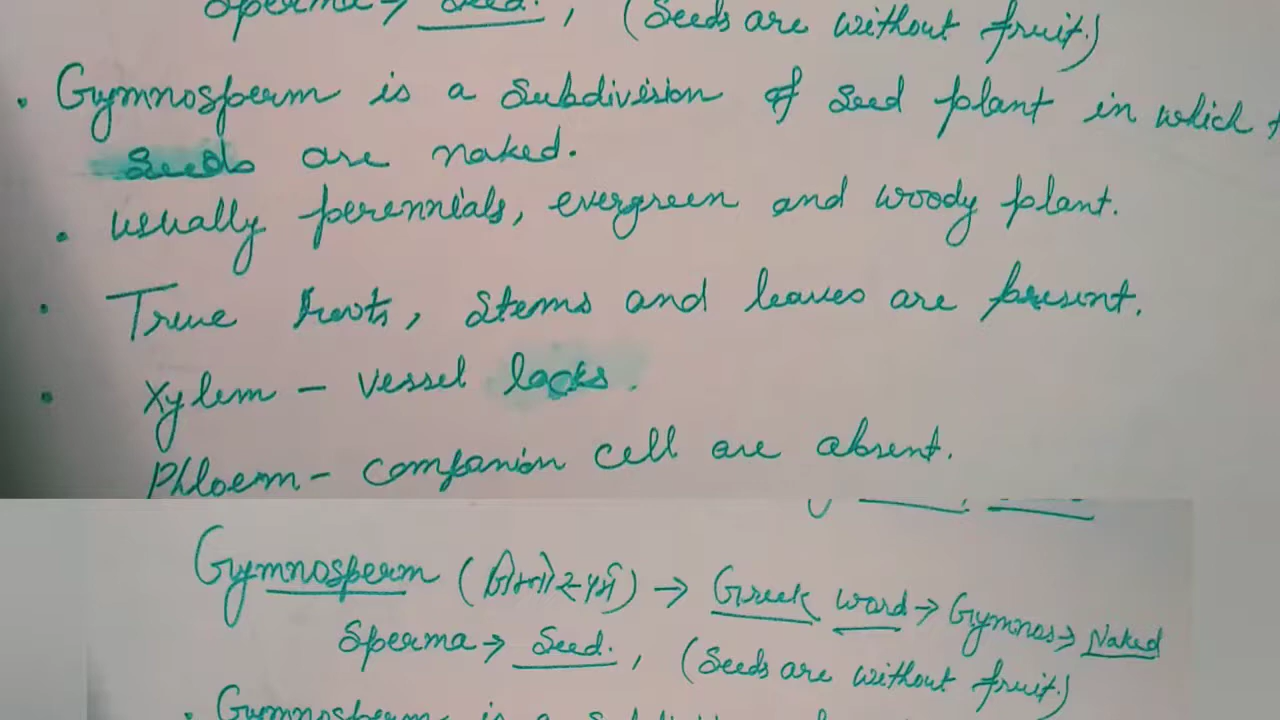 Sperma → Seed. , (Seeds are without fruit.)
• Gymnosperm is a subdivision of seed plant in which
Seeds are naked.
• usually perennials, evergreen and woody plant.
• True roots, stems and leaves are present.
• Xylem - vessel lacks.
Phloem - companion cell are absent.
Gymnosperm ( ) → Greek word → Gymnos → Naked
Sperma → Seed. , (Seeds are without fruit.)
• Gymnosperm is a